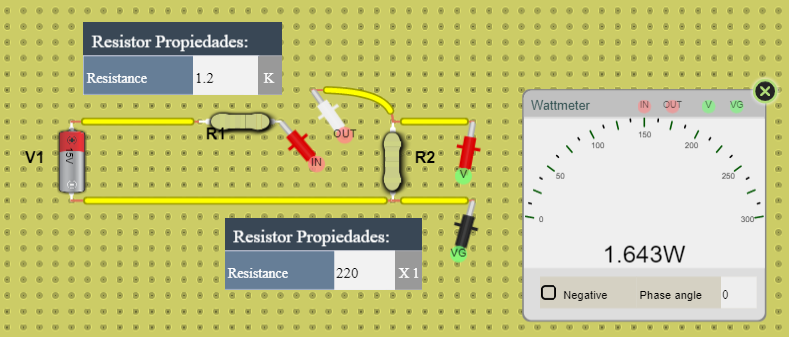 Resistor Propiedades:
Resistance 1.2 K
Wattmeter IN OUT V VG
R1
OUT
IN
V1
15V
R2
V
VG
0
50
100
150
200
250
300
1.643W
Resistor Propiedades:
Resistance 220 X 1
Negative Phase angle 0